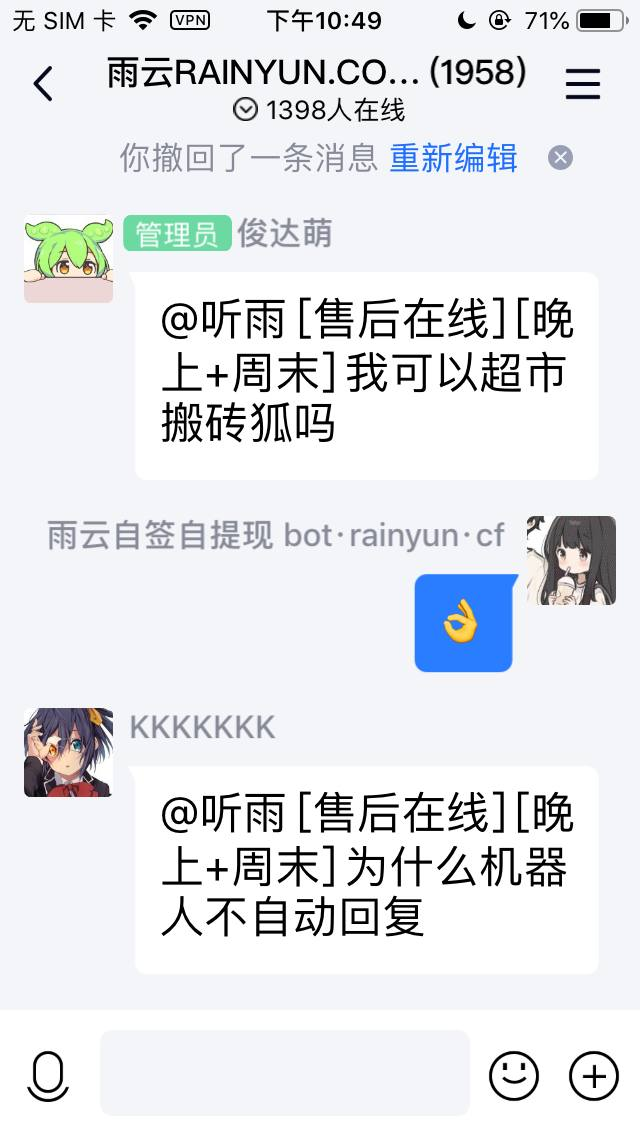 无 SIM 卡 VPN 下午10:49 71%
雨云RAINYUN.CO... (1958)
1398人在线
你撤回了一条消息 重新编辑
管理员 俊达萌
@听雨[售后在线][晚
上+周末]我可以超市
搬砖狐吗
雨云自签自提现 bot·rainyun·cf
👌
KKKKKKK
@听雨[售后在线][晚
上+周末]为什么机器
人不自动回复